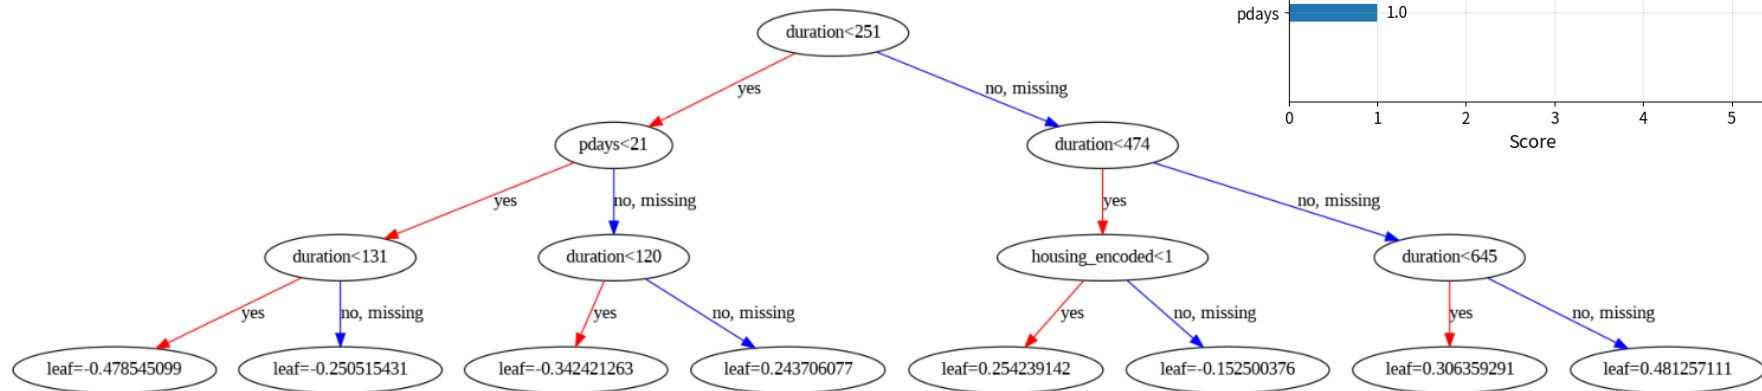 pdays 1.0
duration<251
yes no, missing
0 1 2 3 4 5
Score
pdays<21 duration<474
yes no, missing yes no, missing
duration<131 duration<120 housing_encoded<1 duration<645
yes no, missing yes no, missing yes no, missing yes no, missing
leaf=-0.478545099 leaf=-0.250515431 leaf=-0.342421263 leaf=0.243706077 leaf=0.254239142 leaf=-0.152500376 leaf=0.306359291 leaf=0.481257111